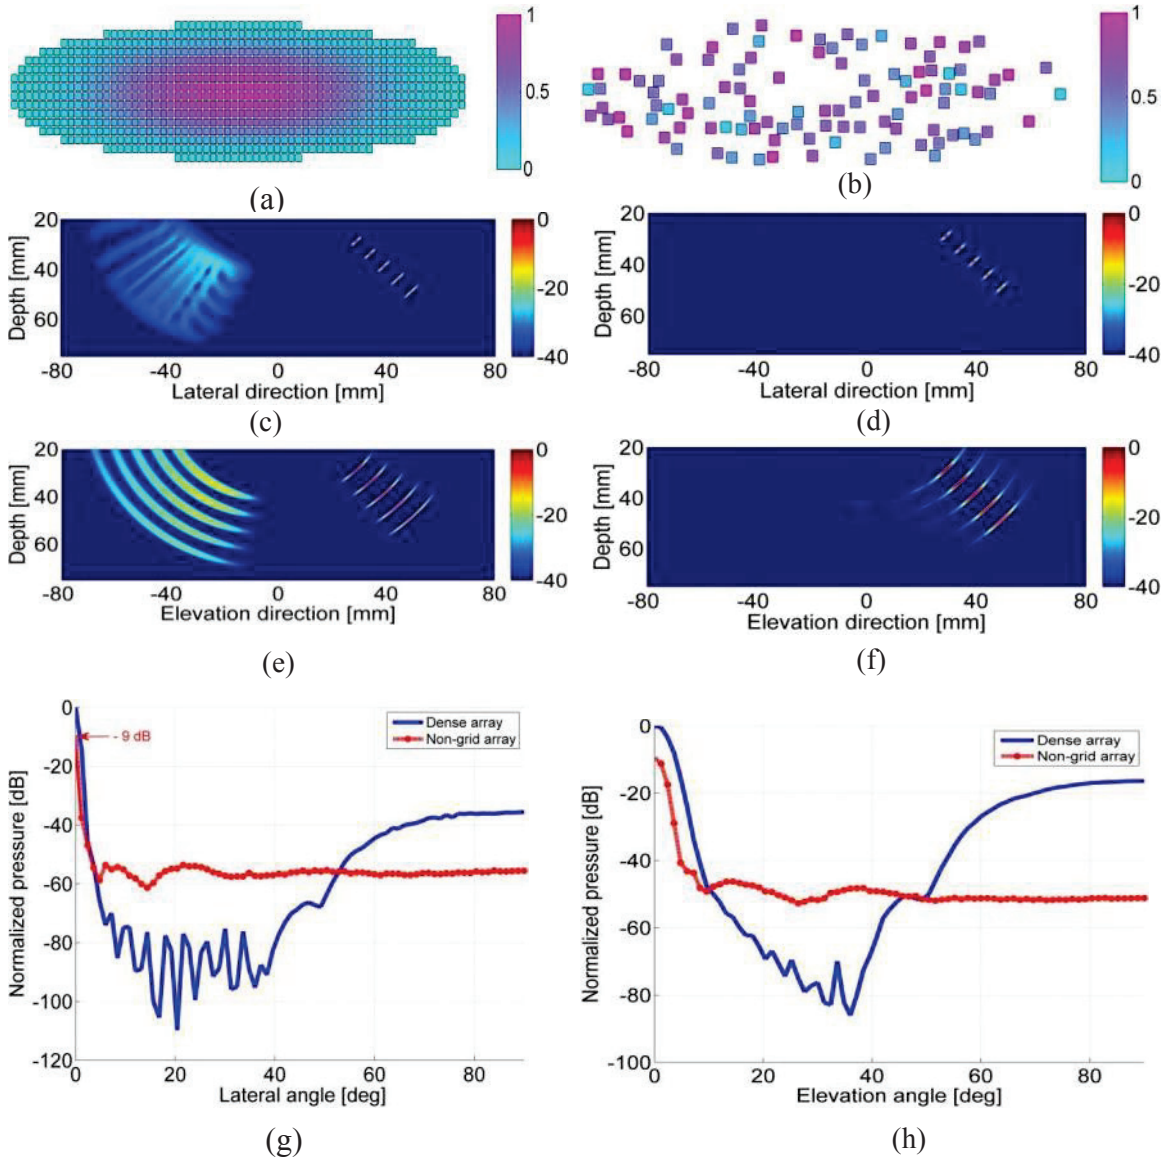 1
0.5
0
(a)
1
0.5
0
(b)
20
40
60
Depth [mm]
-80
-40
0
40
80
Lateral direction [mm]
0
-20
-40
(c)
20
40
60
Depth [mm]
-80
-40
0
40
80
Lateral direction [mm]
0
-20
-40
(d)
20
40
60
Depth [mm]
-80
-40
0
40
80
Elevation direction [mm]
0
-20
-40
(e)
20
40
60
Depth [mm]
-80
-40
0
40
80
Elevation direction [mm]
0
-20
-40
(f)
0
-20
-40
-60
-80
-100
-120
Normalized pressure [dB]
- 9 dB
Dense array
Non-grid array
0
20
40
60
80
Lateral angle [deg]
(g)
0
-20
-40
-60
-80
-100
Normalized pressure [dB]
Dense array
Non-grid array
0
20
40
60
80
Elevation angle [deg]
(h)